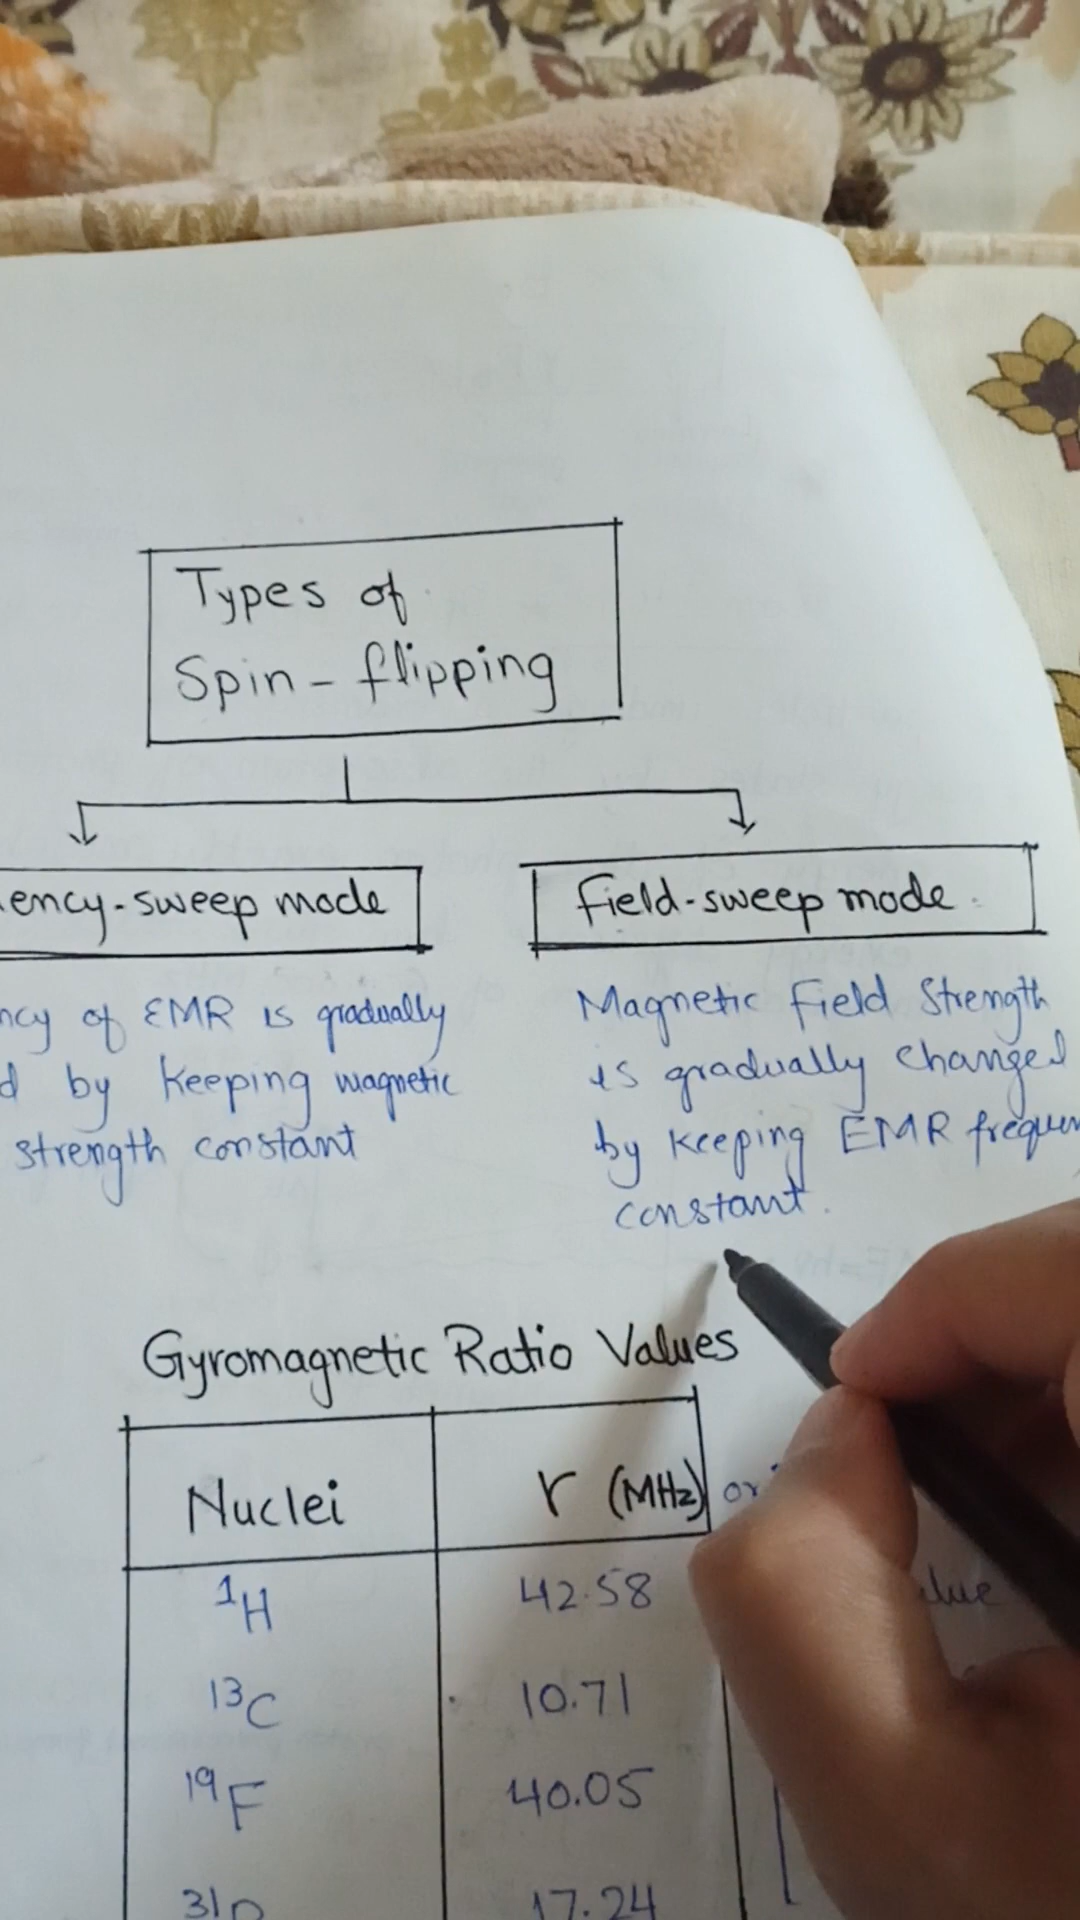 Types of
Spin - flipping
ency-sweep mode
field-sweep mode.
ncy of EMR is gradually
d by keeping magnetic
strength constant
Magnetic field strength
is gradually changed
by keeping EMR frequen
constant.
Gyromagnetic Ratio Values
Nuclei r (MHz) or
¹H 42.58
¹³C 10.71
¹⁹F 40.05
³¹P 17.24